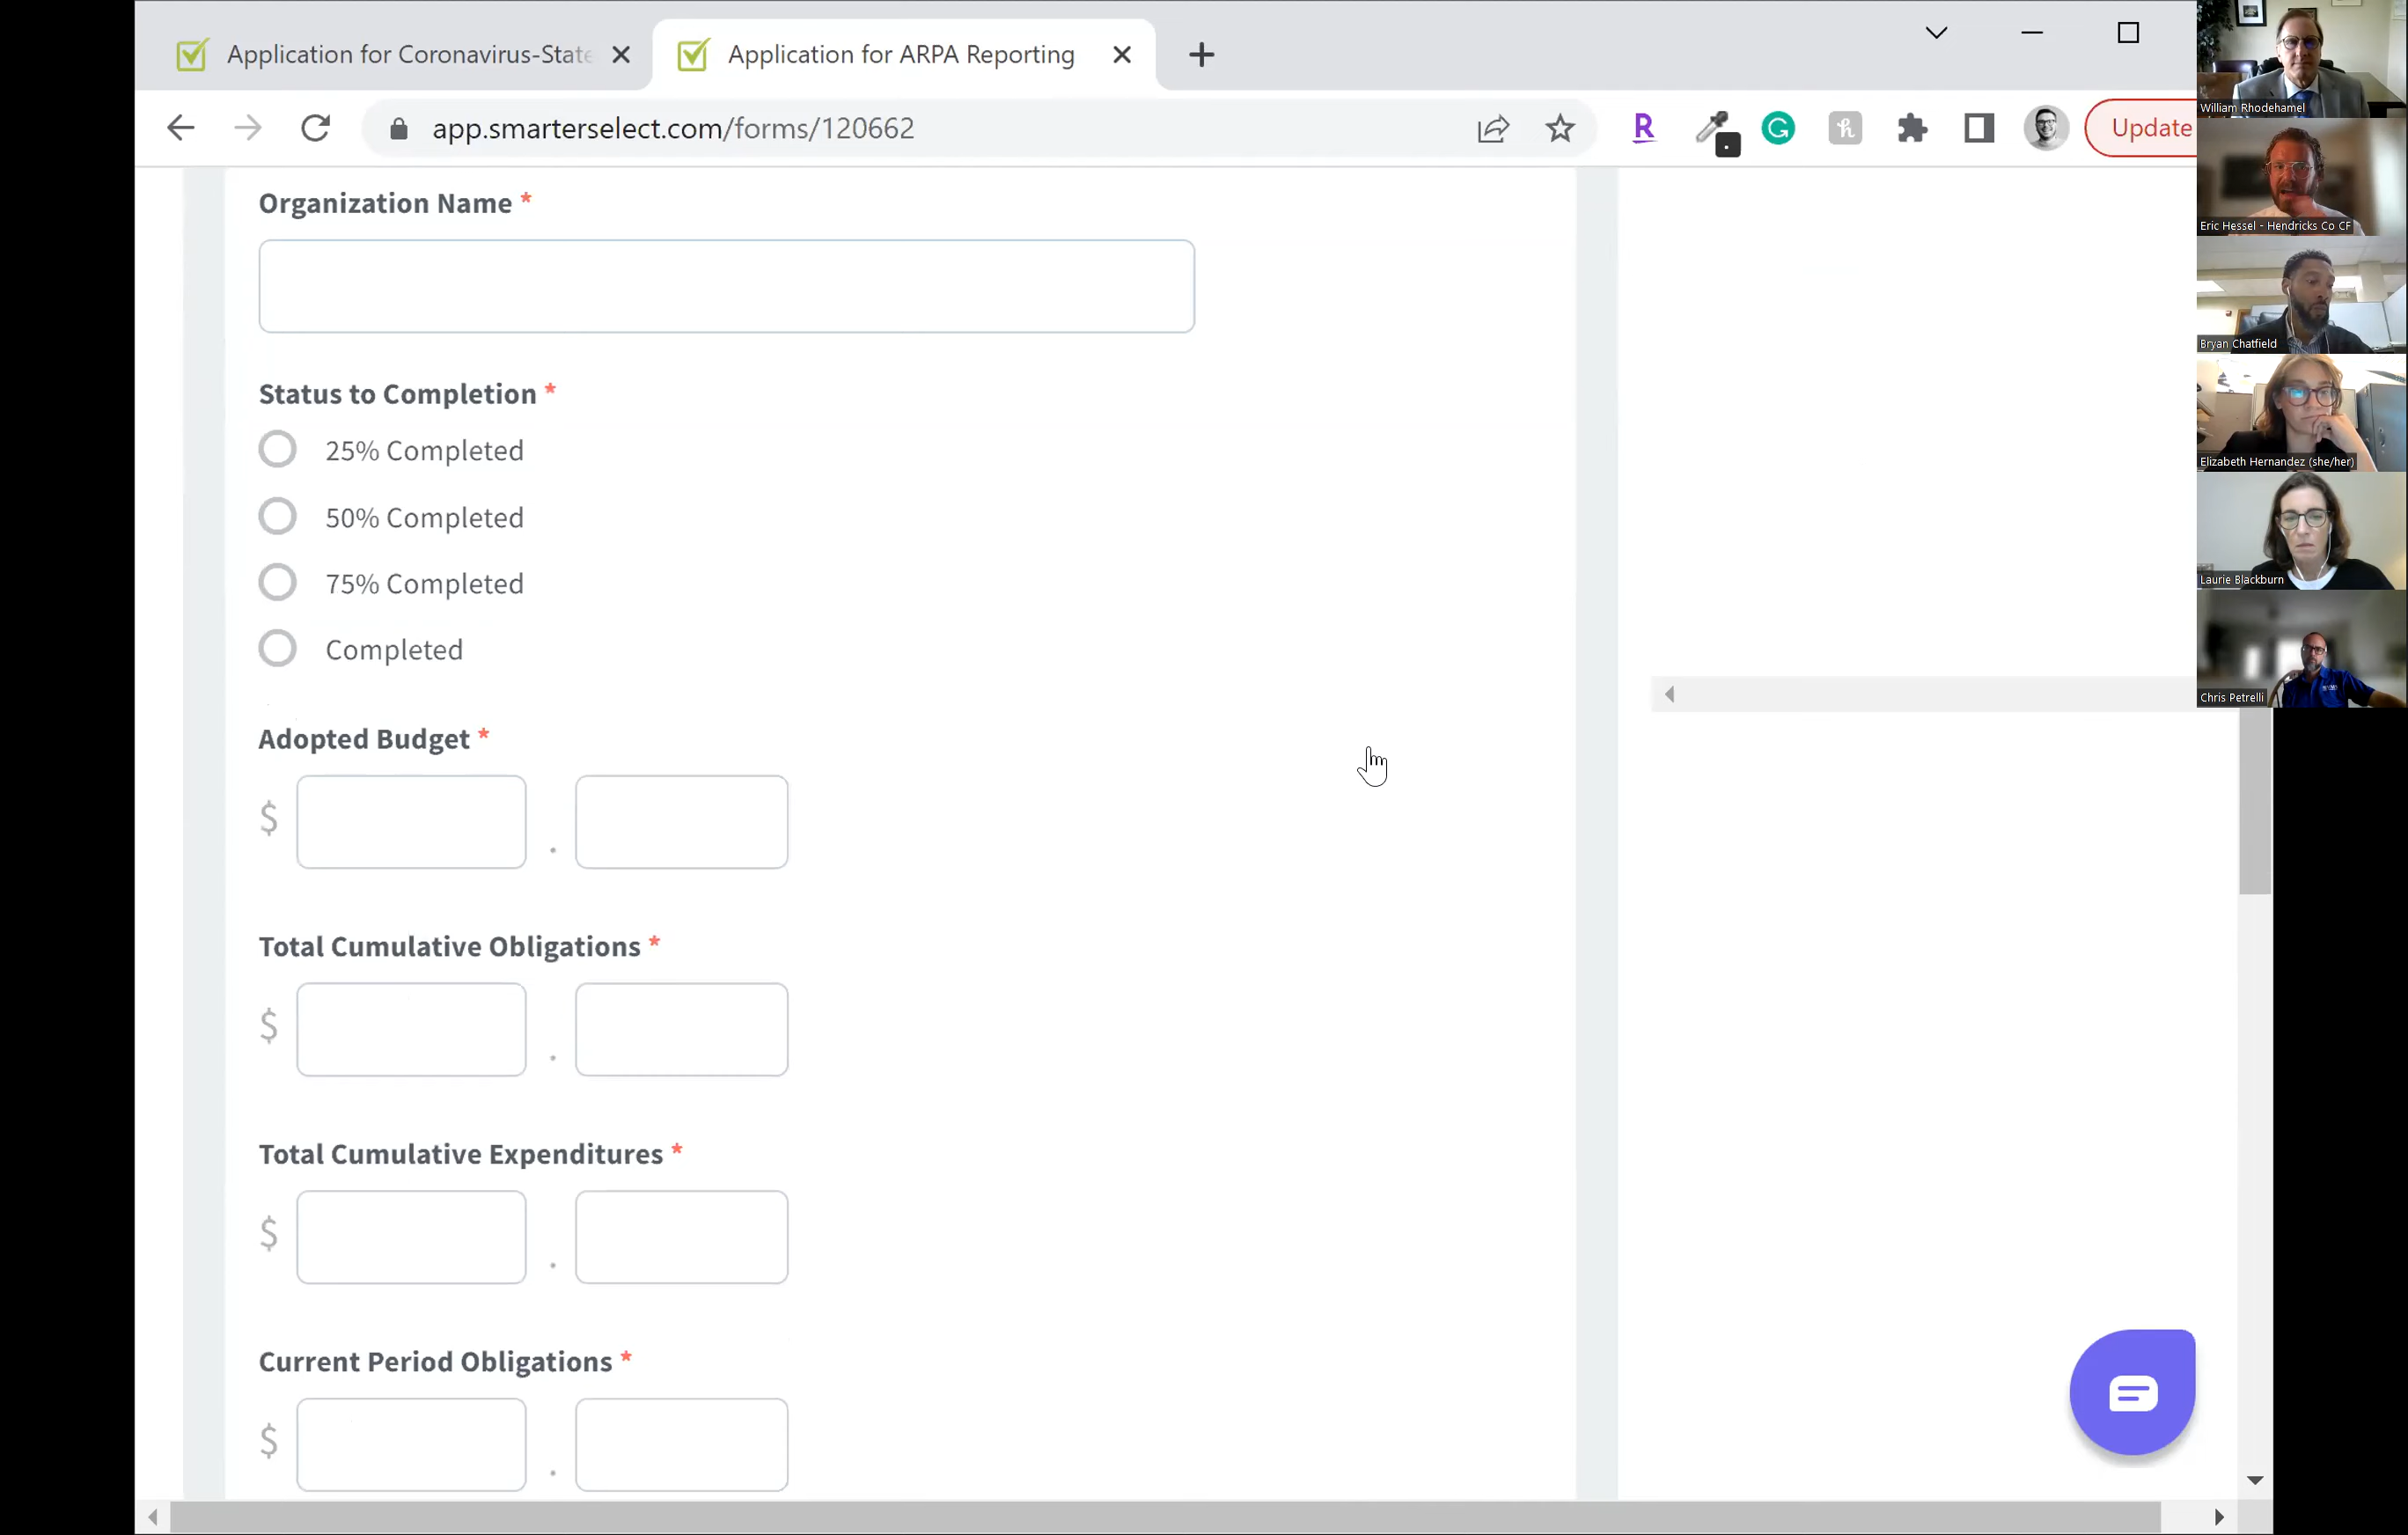 Application for Coronavirus-State
Application for ARPA Reporting
app.smarterselect.com/forms/120662
R
G
h
Update
Organization Name *
Status to Completion *
25% Completed
50% Completed
75% Completed
Completed
Adopted Budget *
$ .
Total Cumulative Obligations *
$ .
Total Cumulative Expenditures *
$ .
Current Period Obligations *
$ .
William Rhodehamel
Eric Hessel - Hendricks Co CF
Bryan Chatfield
Elizabeth Hernandez (she/her)
Laurie Blackburn
Chris Petrelli